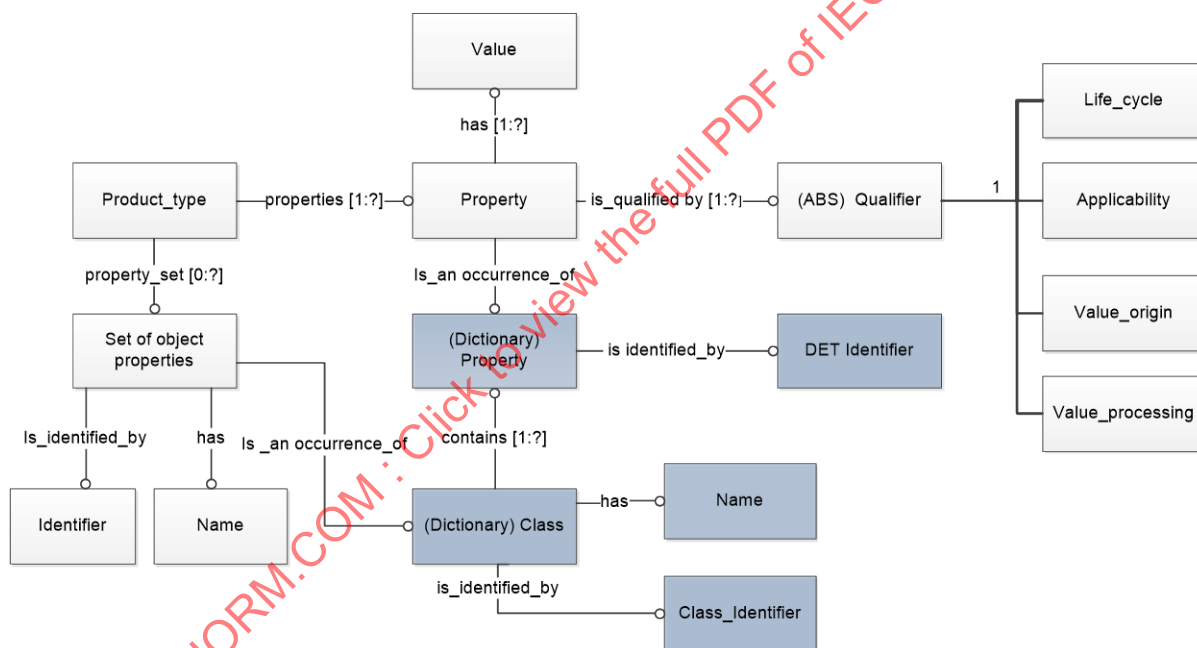 Value
has [1:?]
Product_type
properties [1:?]
Property
is_qualified by [1:?]
(ABS) Qualifier
1
Life_cycle
Applicability
Value_origin
Value_processing
property_set [0:?]
Is_an occurrence_of
Set of object
properties
(Dictionary)
Property
is identified_by
DET Identifier
Is_identified_by
has
Is _an occurrence_of
contains [1:?]
Identifier
Name
(Dictionary) Class
has
Name
is_identified_by
Class_Identifier
NORM.COM : Click to view the full PDF of IEC